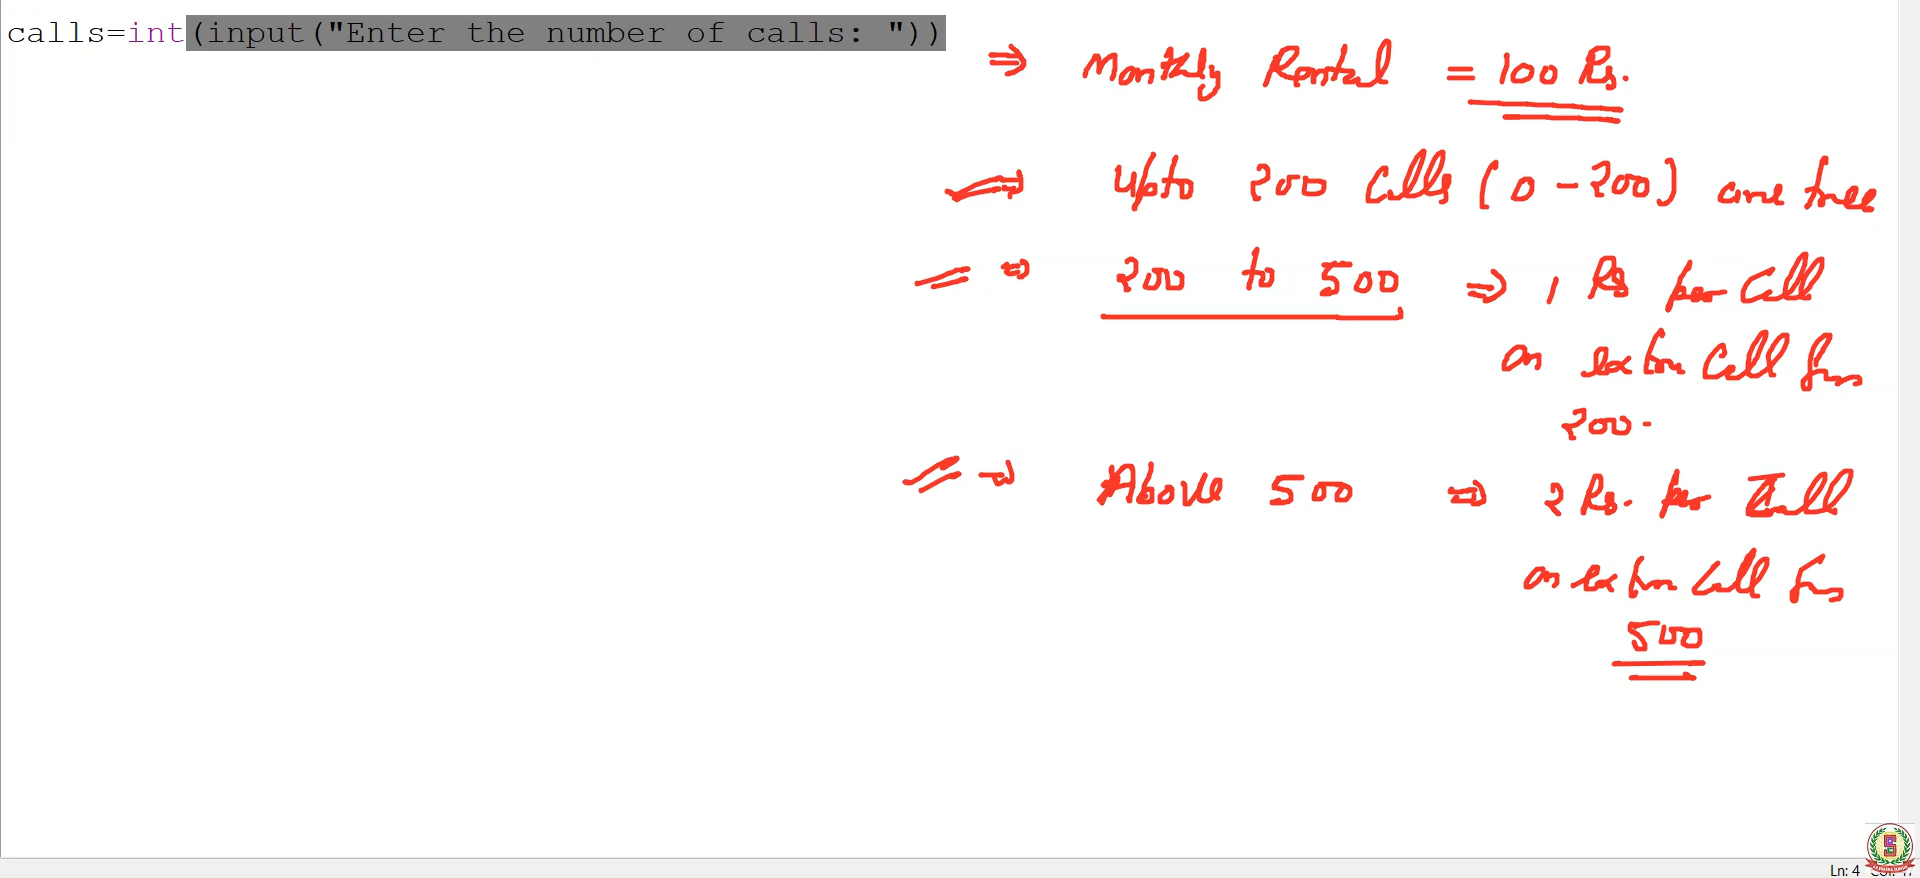 calls=int(input("Enter the number of calls: "))
⇒ Monthly Rental = 100 Rs.
⇒ Upto 200 Calls (0-200) are free
⇒ 200 to 500 ⇒ 1 Rs per Call
on extra Call from
200.
⇒ Above 500 ⇒ 2 Rs. per Call
on extra Call from
500
Ln: 4